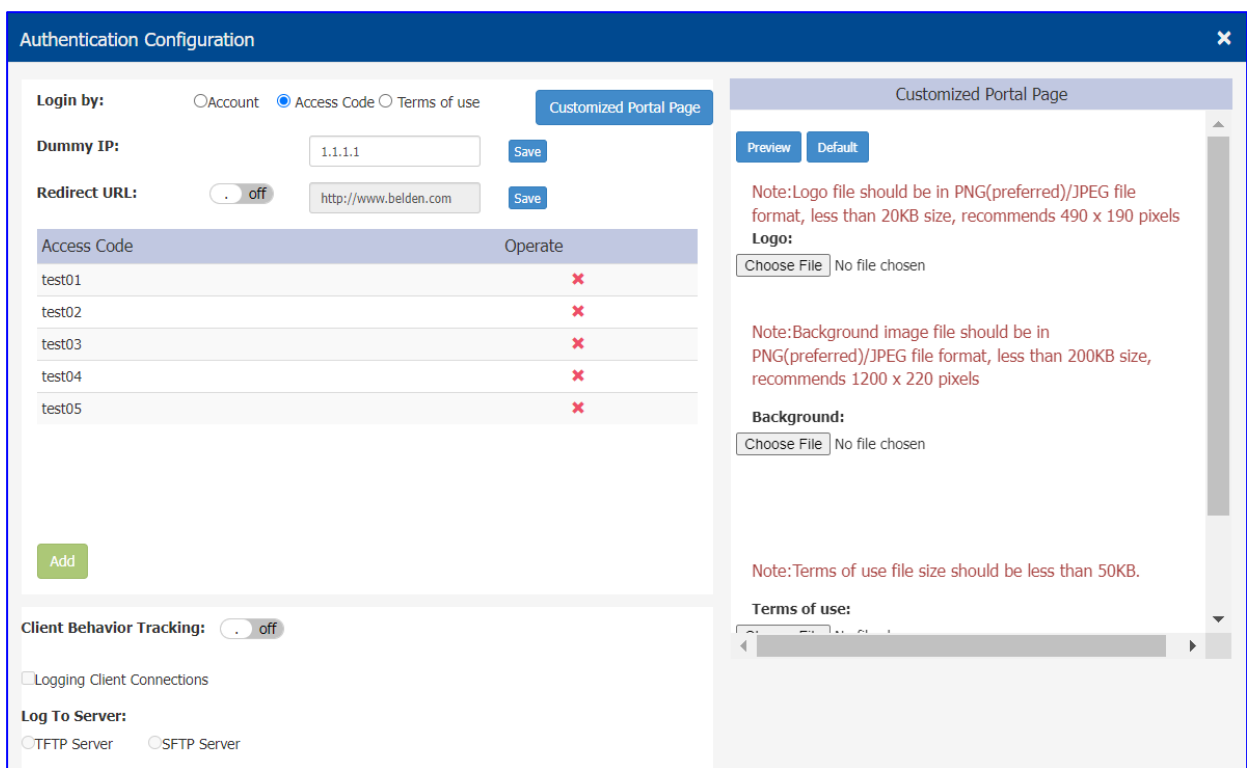 Authentication Configuration
Login by: Account Access Code Terms of use Customized Portal Page
Dummy IP: 1.1.1.1 Save
Redirect URL: . off http://www.belden.com Save
Access Code Operate
test01
test02
test03
test04
test05
Add
Client Behavior Tracking: . off
Logging Client Connections
Log To Server:
TFTP Server SFTP Server
Customized Portal Page
Preview Default
Note:Logo file should be in PNG(preferred)/JPEG file
format, less than 20KB size, recommends 490 x 190 pixels
Logo:
Choose File No file chosen
Note:Background image file should be in
PNG(preferred)/JPEG file format, less than 200KB size,
recommends 1200 x 220 pixels
Background:
Choose File No file chosen
Note:Terms of use file size should be less than 50KB.
Terms of use: